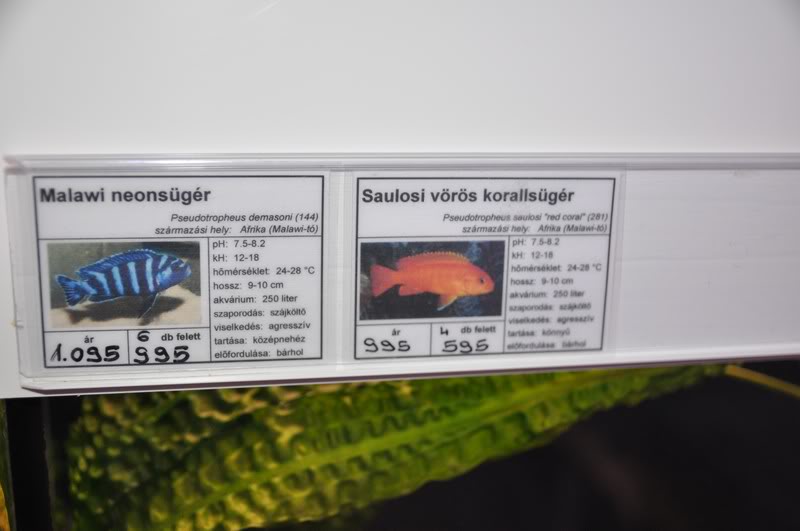 Malawi neonsügér
Pseudotropheus demasoni (144)
származási hely: Afrika (Malawi-tó)
pH: 7.5-8.2
kH: 12-18
hőmérséklet: 24-28 °C
hossz: 9-10 cm
akvárium: 250 liter
szaporodás: szájköltő
viselkedés: agresszív
tartása: középnehéz
előfordulása: bárhol
ár
1.095
6 db felett
995
Saulosi vörös korallsügér
Pseudotropheus saulosi "red coral" (281)
származási hely: Afrika (Malawi-tó)
pH: 7.5-8.2
kH: 12-18
hőmérséklet: 24-28 °C
hossz: 9-10 cm
akvárium: 250 liter
szaporodás: szájköltő
viselkedés: agresszív
tartása: könnyű
előfordulása: bárhol
ár
995
4 db felett
595